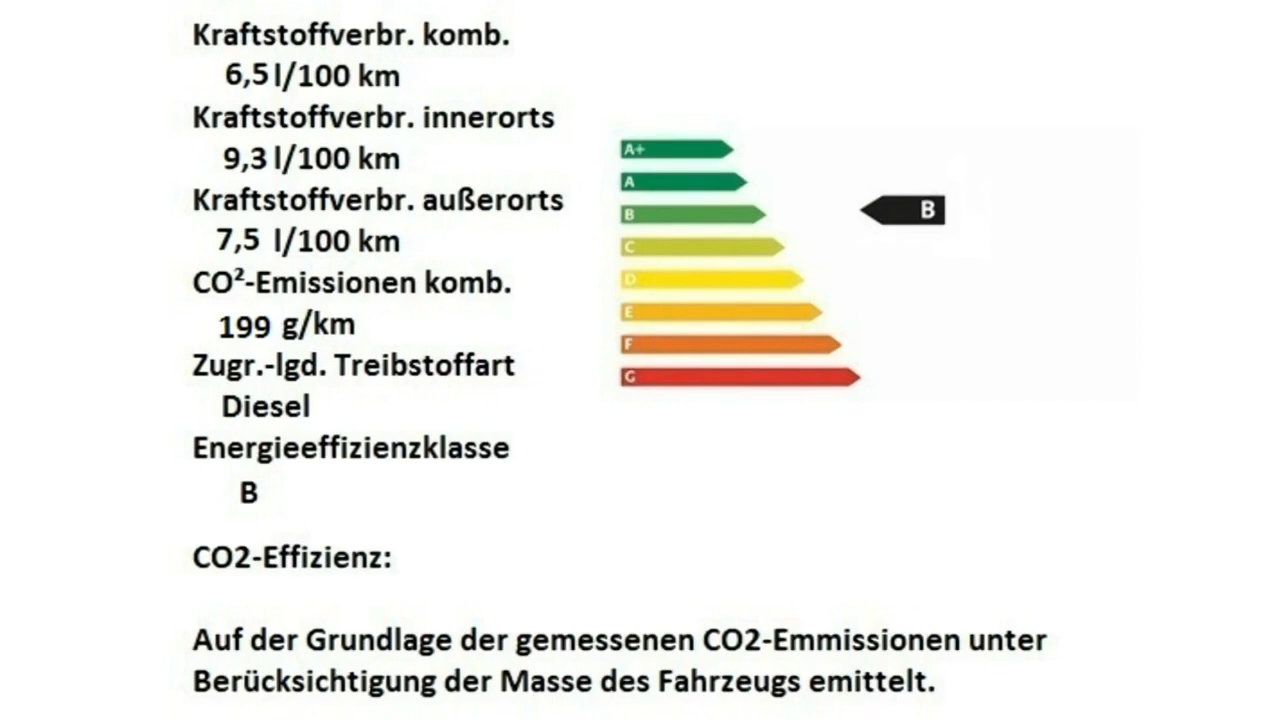 Kraftstoffverbr. komb.
6,5 l/100 km
Kraftstoffverbr. innerorts
9,3 l/100 km
Kraftstoffverbr. außerorts
7,5 l/100 km
CO²-Emissionen komb.
199 g/km
Zugr.-lgd. Treibstoffart
Diesel
Energieeffizienzklasse
B
A+
A
B
B
C
D
E
F
G
CO2-Effizienz:
Auf der Grundlage der gemessenen CO2-Emmissionen unter
Berücksichtigung der Masse des Fahrzeugs emittelt.